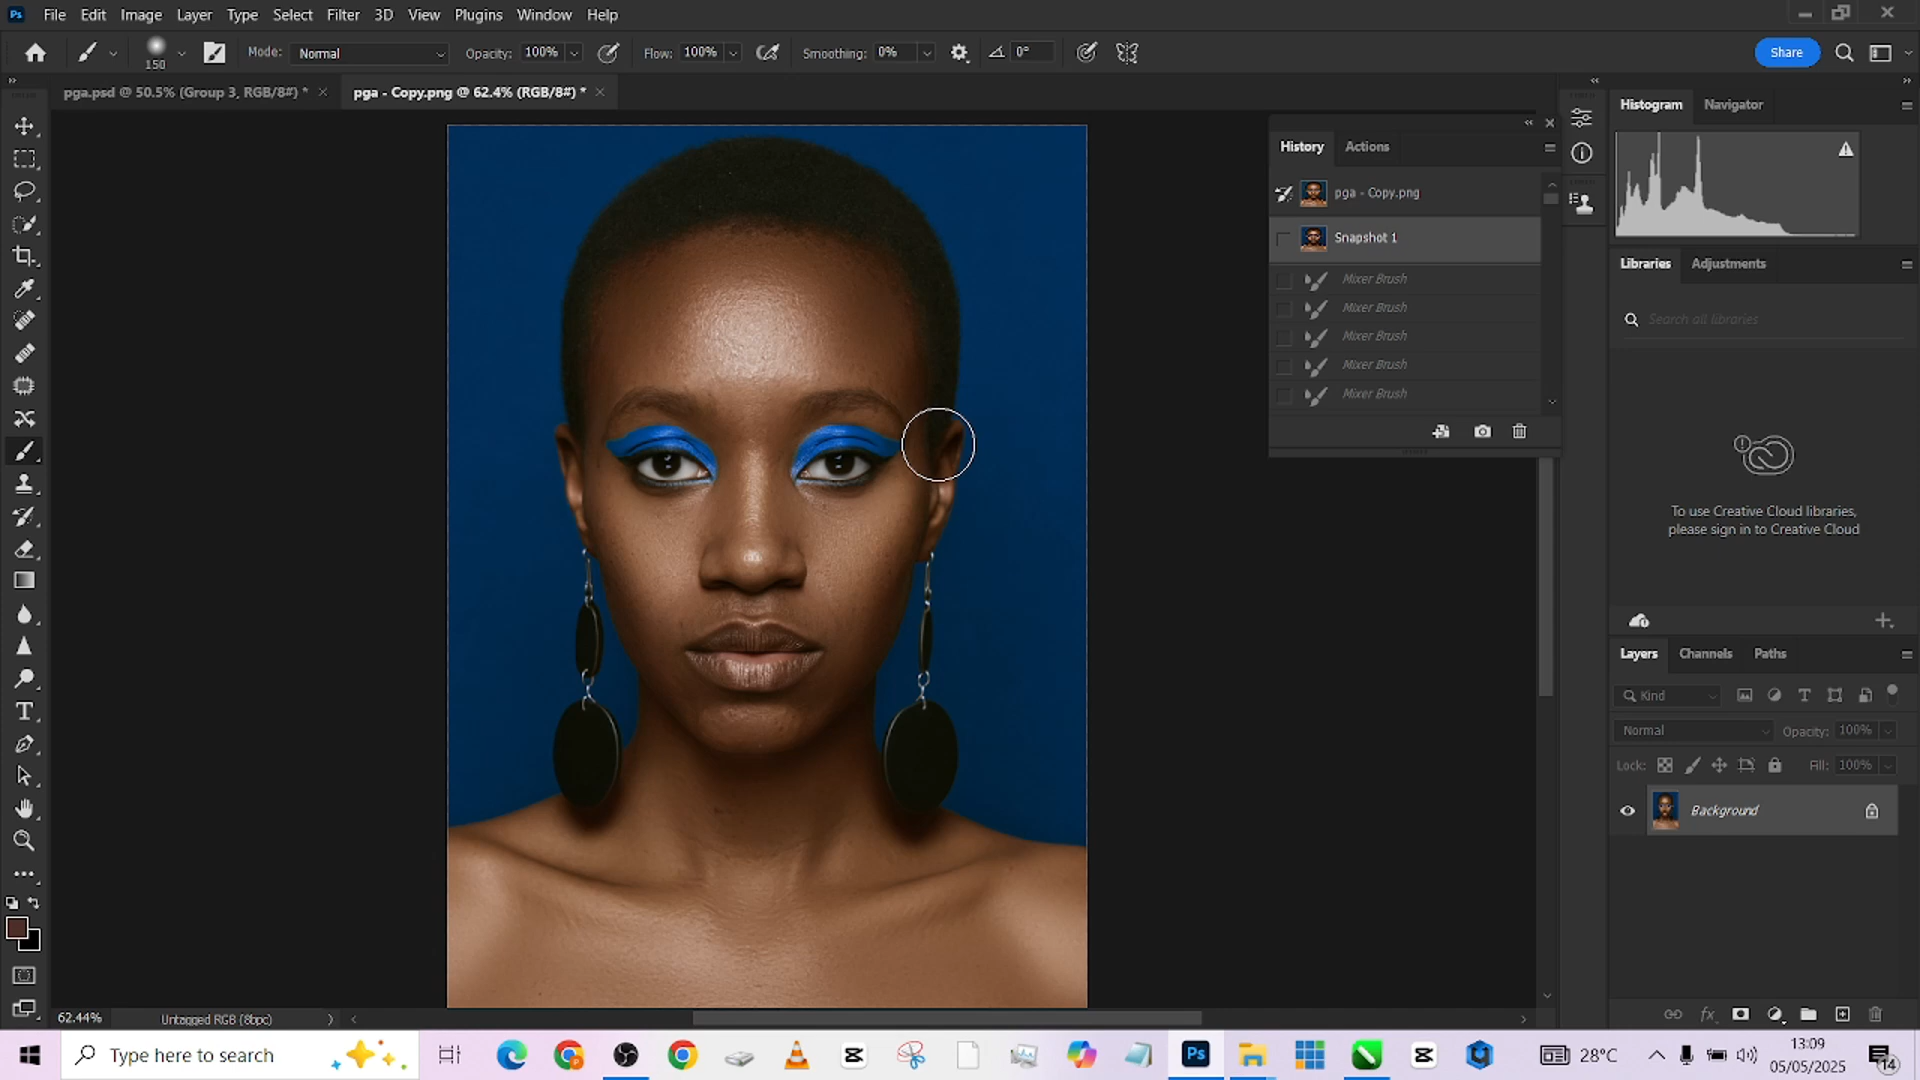 Ps File Edit Image Layer Type Select Filter 3D View Plugins Window Help
150 Mode: Normal Opacity: 100% Flow: 100% Smoothing: 0% 0° Share
pga.psd @ 50.5% (Group 3, RGB/8#) * pga - Copy.png @ 62.4% (RGB/8#) *
Histogram Navigator
History Actions
pga - Copy.png
Snapshot 1
Mixer Brush
Mixer Brush
Mixer Brush
Mixer Brush
Mixer Brush
Libraries Adjustments
Search all libraries
To use Creative Cloud libraries,
please sign in to Creative Cloud
Layers Channels Paths
Kind
Normal Opacity: 100%
Lock: Fill: 100%
Background
62.44% Untagged RGB (8bpc)
Type here to search
Ps
28°C
13:09
05/05/2025
14